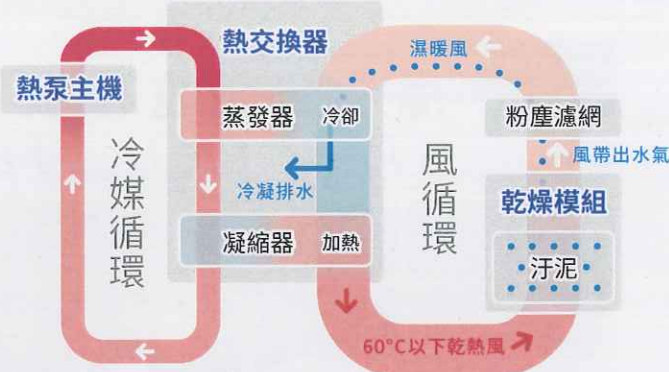 熱交換器
濕暖風
熱泵主機
蒸發器 冷卻
粉塵濾網
冷媒循環
風循環
風帶出水氣
冷凝排水
乾燥模組
凝縮器 加熱
汙泥
60°C以下乾熱風